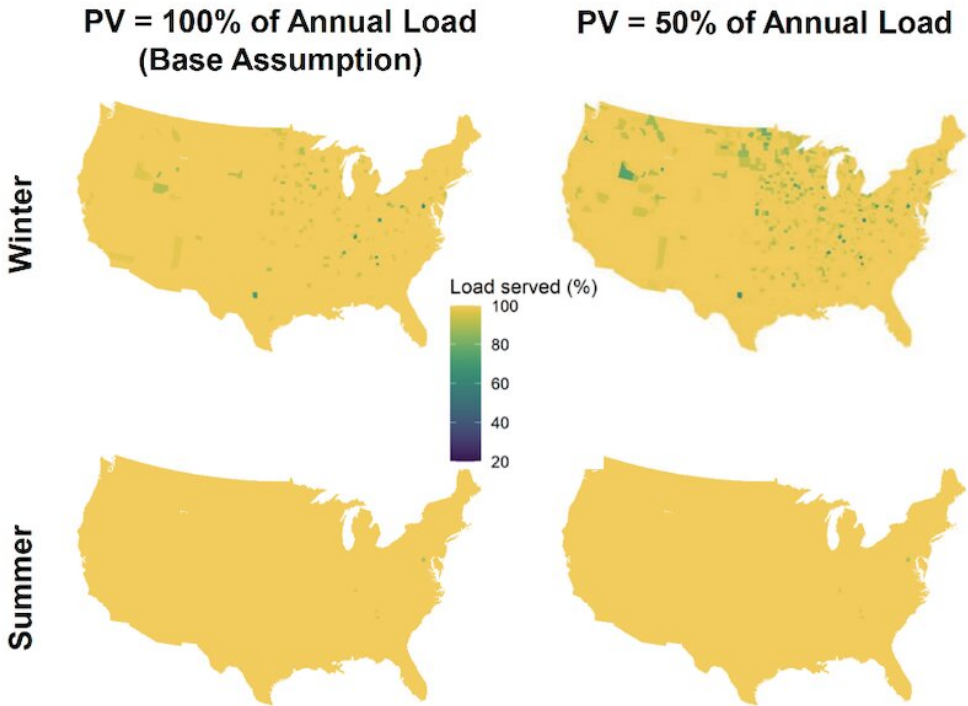 PV = 100% of Annual Load
(Base Assumption)
PV = 50% of Annual Load
Winter
Load served (%)
100
80
60
40
20
Summer